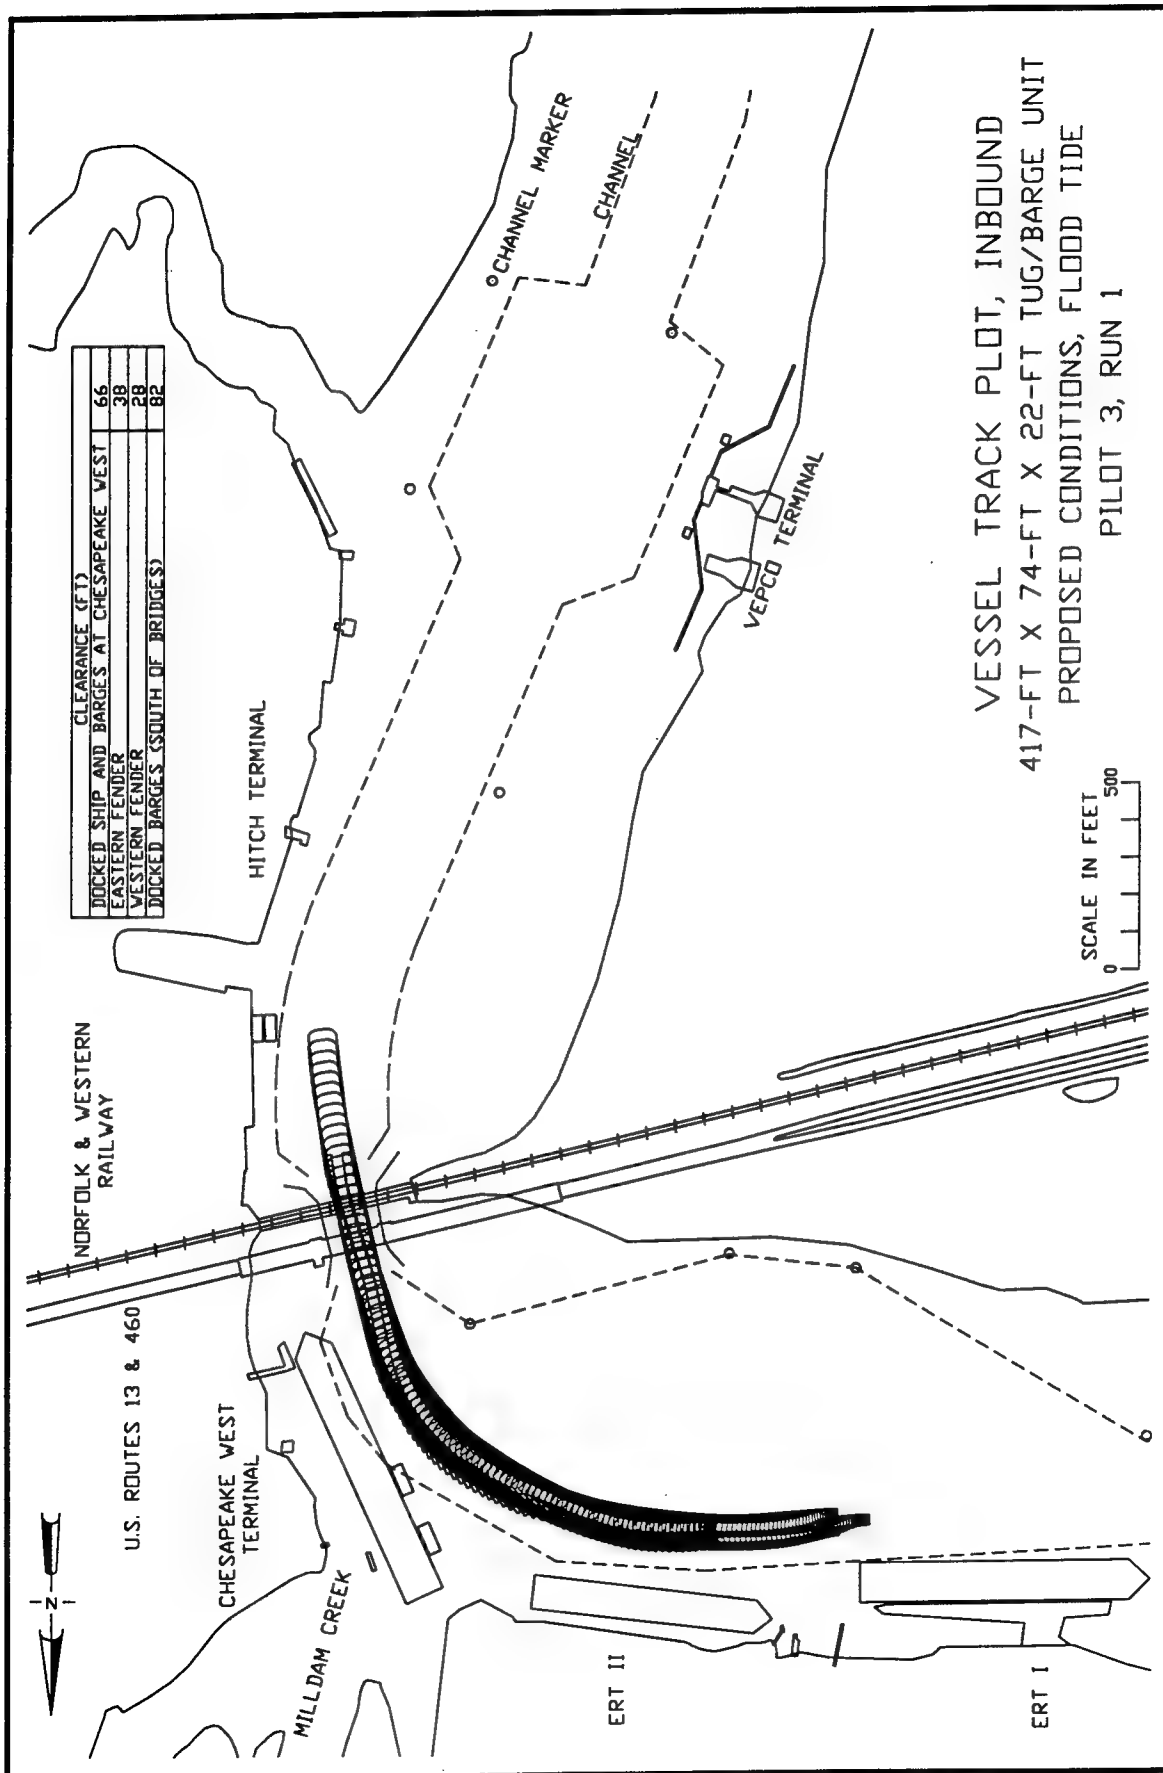 CLEARANCE (FT)
DOCKED SHIP AND BARGES AT CHESAPEAKE WEST 66
EASTERN FENDER 38
WESTERN FENDER 28
DOCKED BARGES (SOUTH OF BRIDGES) 82
N
U.S. ROUTES 13 & 460
NORFOLK & WESTERN
RAILWAY
HITCH TERMINAL
CHESAPEAKE WEST
TERMINAL
MILLDAM CREEK
ERT II
ERT I
CHANNEL MARKER
CHANNEL
VEPCO TERMINAL
SCALE IN FEET
0 500
VESSEL TRACK PLOT, INBOUND
417-FT X 74-FT X 22-FT TUG/BARGE UNIT
PROPOSED CONDITIONS, FLOOD TIDE
PILOT 3, RUN 1